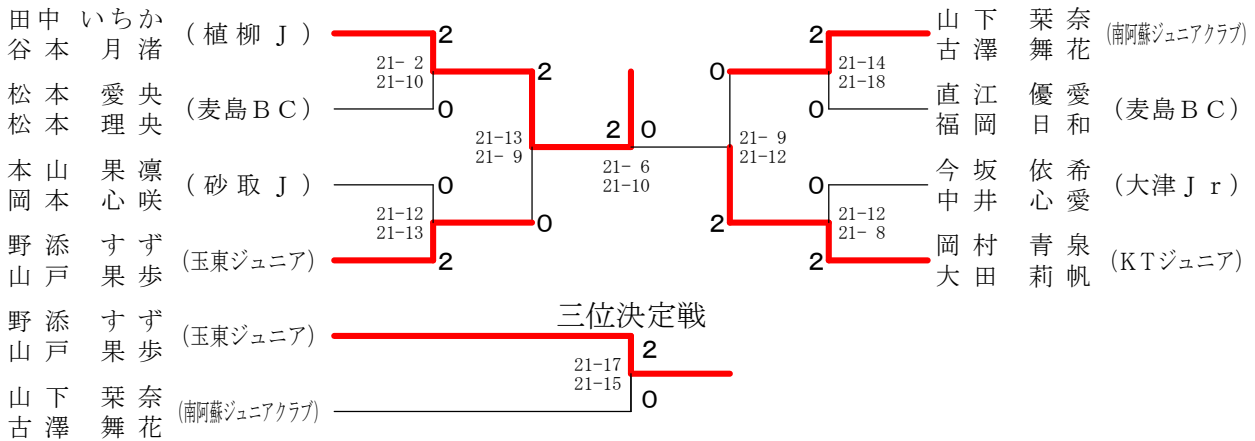 田中 いちか
谷本 月渚
(植柳J)
2
21- 2
21-10
松本 愛央
松本 理央
(麦島BC)
0
2
21-13
21- 9
本山 果凛
岡本 心咲
(砂取J)
0
21-12
21-13
野添 すず
山戸 果歩
(玉東ジュニア)
2
0
2 0
21- 6
21-10
山下 栞奈
古澤 舞花
(南阿蘇ジュニアクラブ)
2
21-14
21-18
直江 優愛
福岡 日和
(麦島BC)
0
0
21- 9
21-12
今坂 依希
中井 心愛
(大津Jr)
0
21-12
21- 8
岡村 青泉
大田 莉帆
(KTジュニア)
2
2
三位決定戦
野添 すず
山戸 果歩
(玉東ジュニア)
2
21-17
21-15
山下 栞奈
古澤 舞花
(南阿蘇ジュニアクラブ)
0